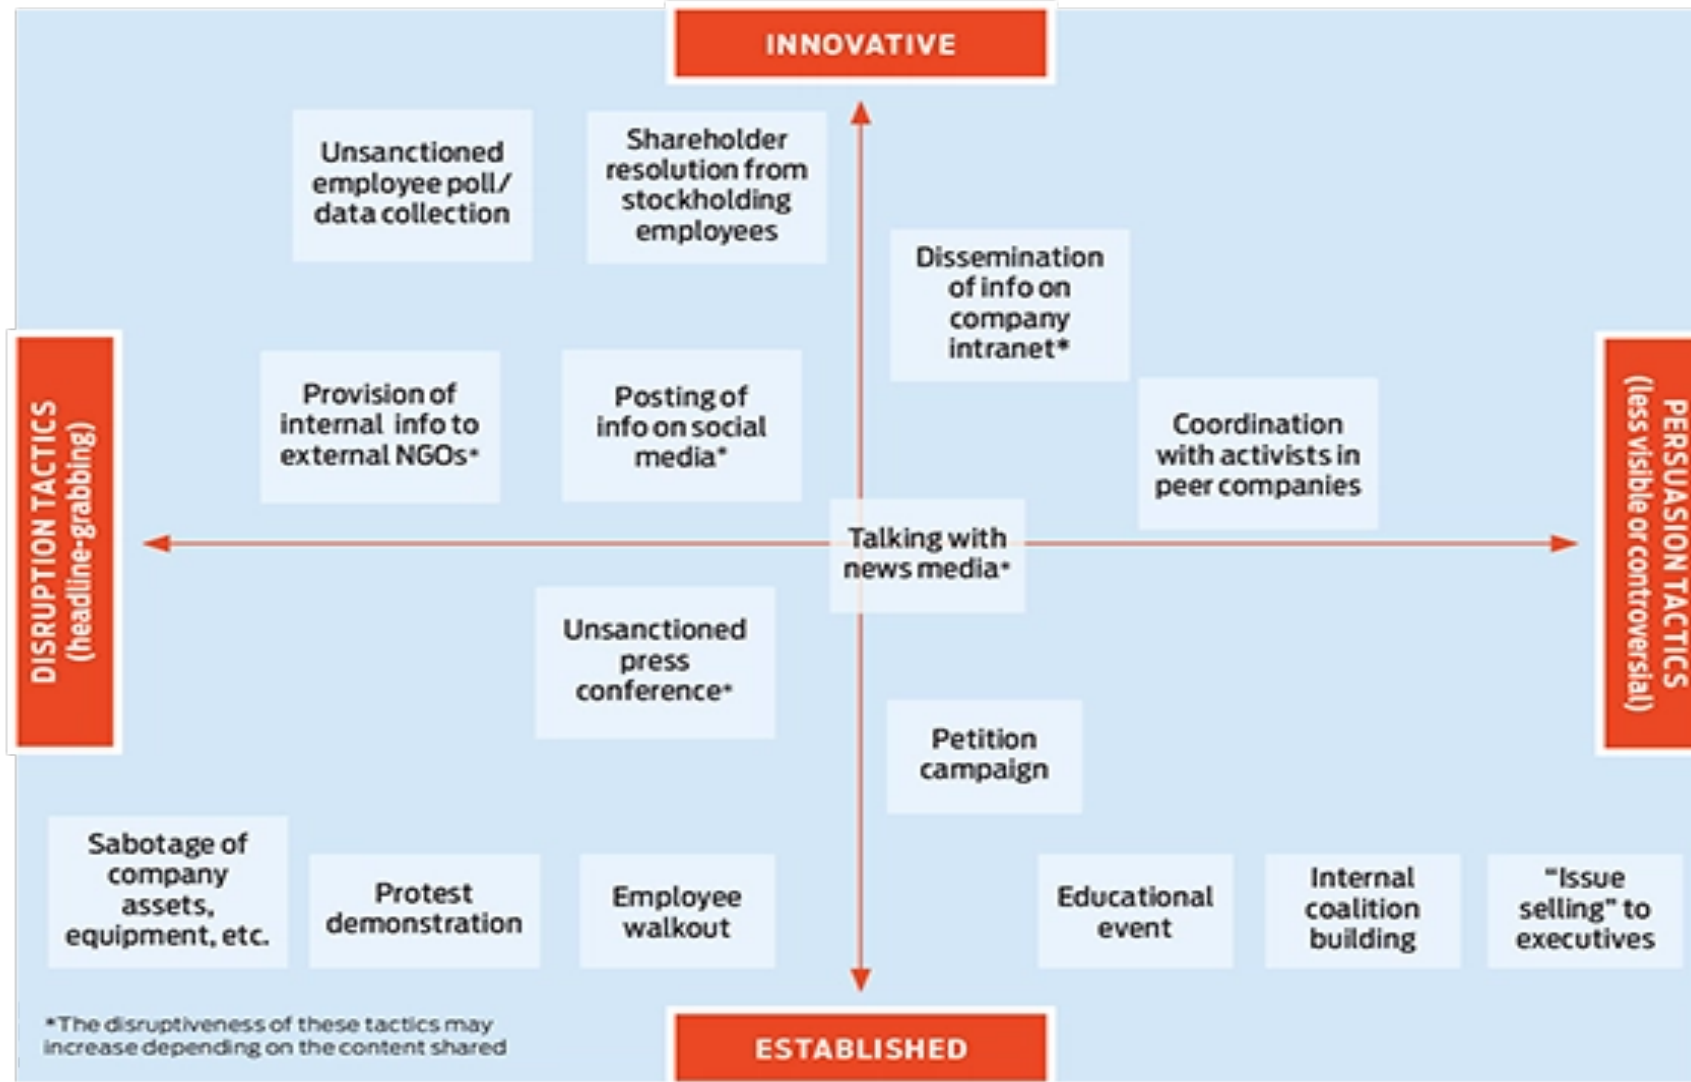 INNOVATIVE
Unsanctioned
employee poll/
data collection
Shareholder
resolution from
stockholding
employees
Dissemination
of info on
company
intranet*
Provision of
internal info to
external NGOs*
Posting of
info on social
media*
Coordination
with activists in
peer companies
DISRUPTION TACTICS
(headline-grabbing)
PERSUASION TACTICS
(less visible or controversial)
Talking with
news media*
Unsanctioned
press
conference*
Petition
campaign
Sabotage of
company
assets,
equipment, etc.
Protest
demonstration
Employee
walkout
Educational
event
Internal
coalition
building
“Issue
selling” to
executives
*The disruptiveness of these tactics may
increase depending on the content shared
ESTABLISHED